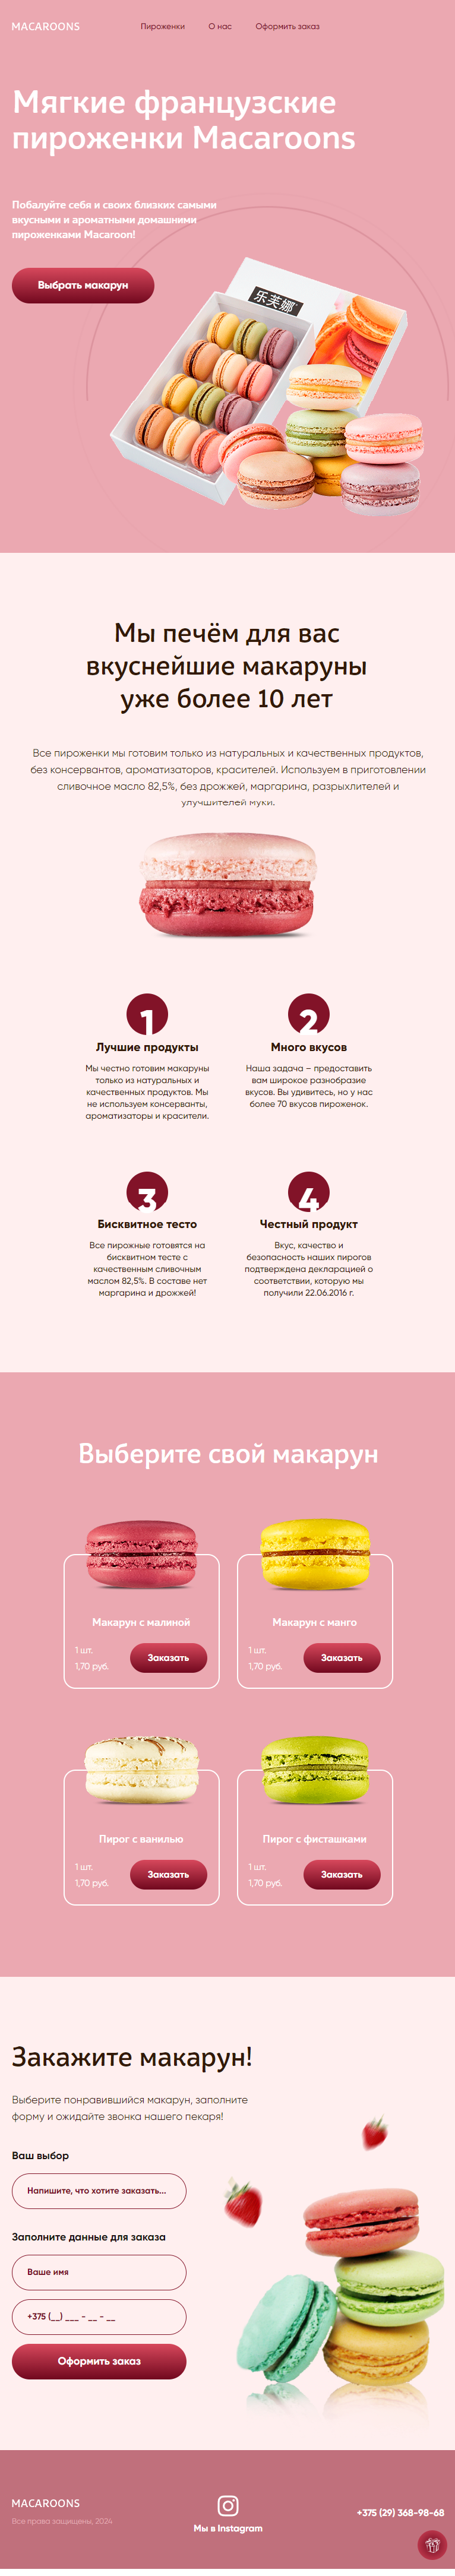 MACAROONS
Пироженки
О нас
Оформить заказ
Мягкие французские
пироженки Macaroons
Побалуйте себя и своих близких самыми
вкусными и ароматными домашними
пироженками Macaroon!
Выбрать макарун
乐芙娜
Мы печём для вас
вкуснейшие макаруны
уже более 10 лет
Все пироженки мы готовим только из натуральных и качественных продуктов,
без консервантов, ароматизаторов, красителей. Используем в приготовлении
сливочное масло 82,5%, без дрожжей, маргарина, разрыхлителей и
улучшителей муки.
1
Лучшие продукты
Мы честно готовим макаруны
только из натуральных и
качественных продуктов. Мы
не используем консерванты,
ароматизаторы и красители.
2
Много вкусов
Наша задача – предоставить
вам широкое разнобразие
вкусов. Вы удивитесь, но у нас
более 70 вкусов пироженок.
3
Бисквитное тесто
Все пирожные готовятся на
бисквитном тесте с
качественным сливочным
маслом 82,5%. В составе нет
маргарина и дрожжей!
4
Честный продукт
Вкус, качество и
безопасность наших пирогов
подтверждена декларацией о
соответствии, которую мы
получили 22.06.2016 г.
Выберите свой макарун
Макарун с малиной
1 шт.
1,70 руб.
Заказать
Макарун с манго
1 шт.
1,70 руб.
Заказать
Пирог с ванилью
1 шт.
1,70 руб.
Заказать
Пирог с фисташками
1 шт.
1,70 руб.
Заказать
Закажите макарун!
Выберите понравившийся макарун, заполните
форму и ожидайте звонка нашего пекаря!
Ваш выбор
Напишите, что хотите заказать...
Заполните данные для заказа
Ваше имя
+375 (__) ___ - __ - __
Оформить заказ
MACAROONS
Все права защищены, 2024
Мы в Instagram
+375 (29) 368-98-68